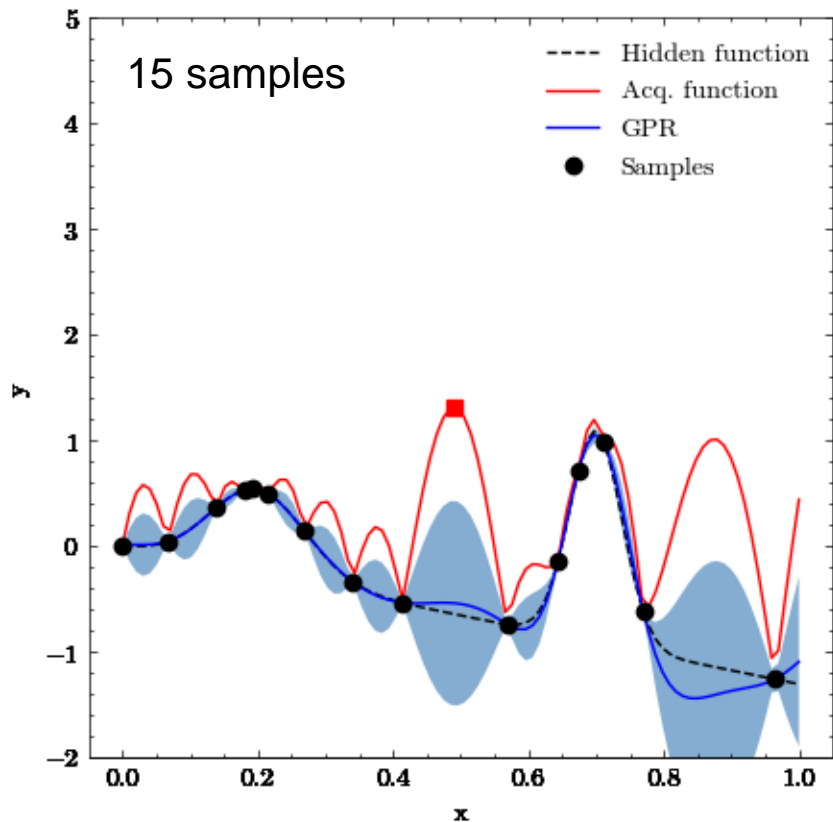 5
15 samples
Hidden function
Acq. function
GPR
Samples
4
3
2
1
0
−1
−2
y
0.0 0.2 0.4 0.6 0.8 1.0
x